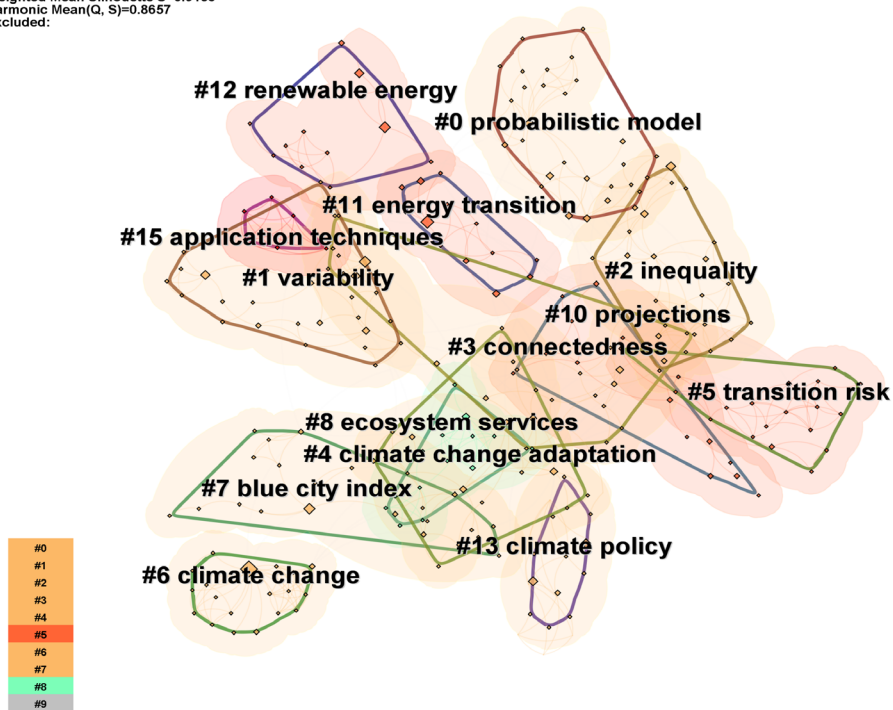 armonic Mean(Q, S)=0.8657
xcluded:
#12 renewable energy
#0 probabilistic model
#11 energy transition
#15 application techniques
#1 variability
#2 inequality
#10 projections
#3 connectedness
#5 transition risk
#8 ecosystem services
#4 climate change adaptation
#7 blue city index
#13 climate policy
#6 climate change
#0
#1
#2
#3
#4
#5
#6
#7
#8
#9